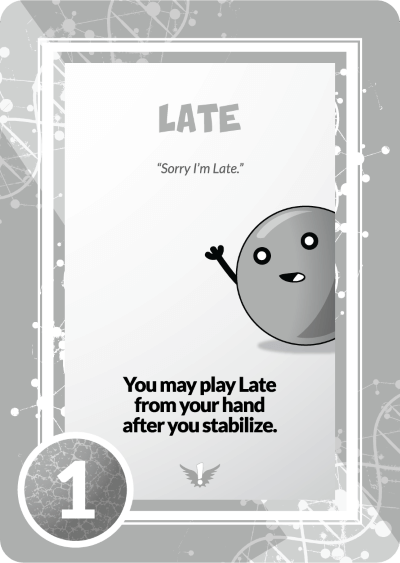 LATE
“Sorry I'm Late.”
You may play Late
from your hand
after you stabilize.
!
1